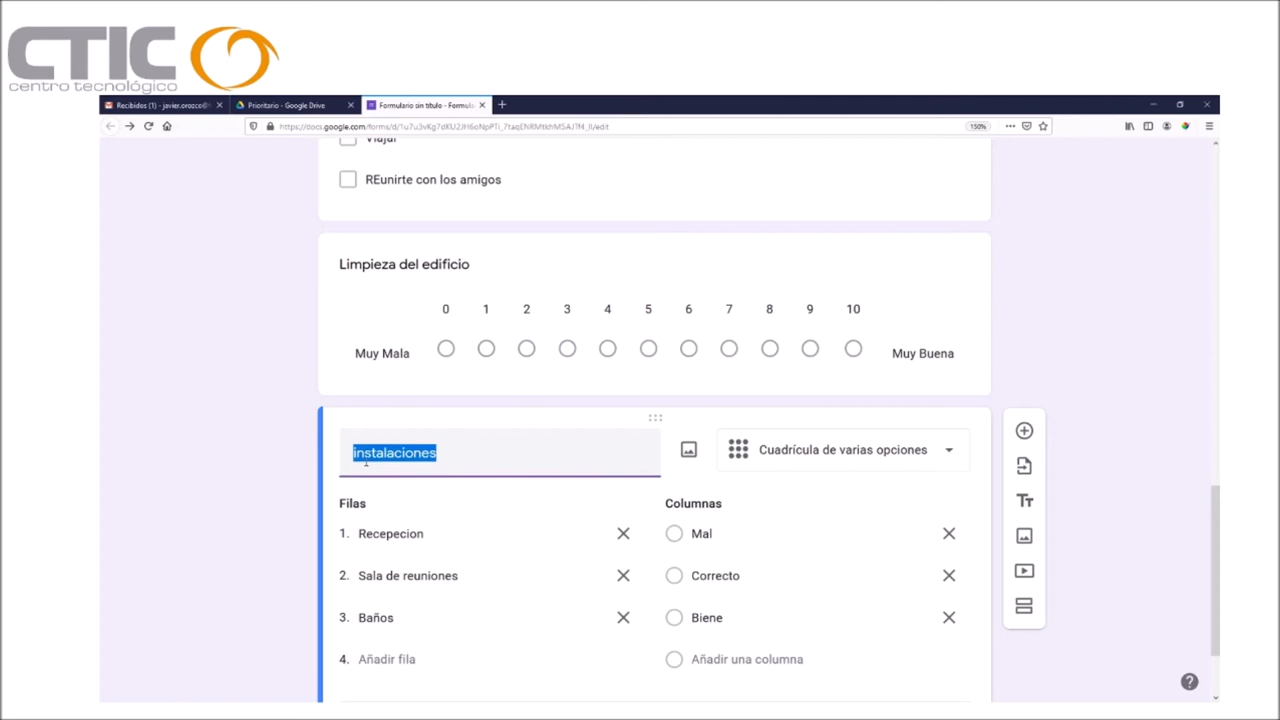 CTIC
centro tecnológico
Recibidos (1) - javier.orozco@
Prioritario - Google Drive
Formulario sin título - Formula
150%
Viajar
REunirte con los amigos
Limpieza del edificio
0 1 2 3 4 5 6 7 8 9 10
Muy Mala
Muy Buena
instalaciones
Cuadrícula de varias opciones
Filas
Columnas
1. Recepecion
Mal
2. Sala de reuniones
Correcto
3. Baños
Biene
4. Añadir fila
Añadir una columna